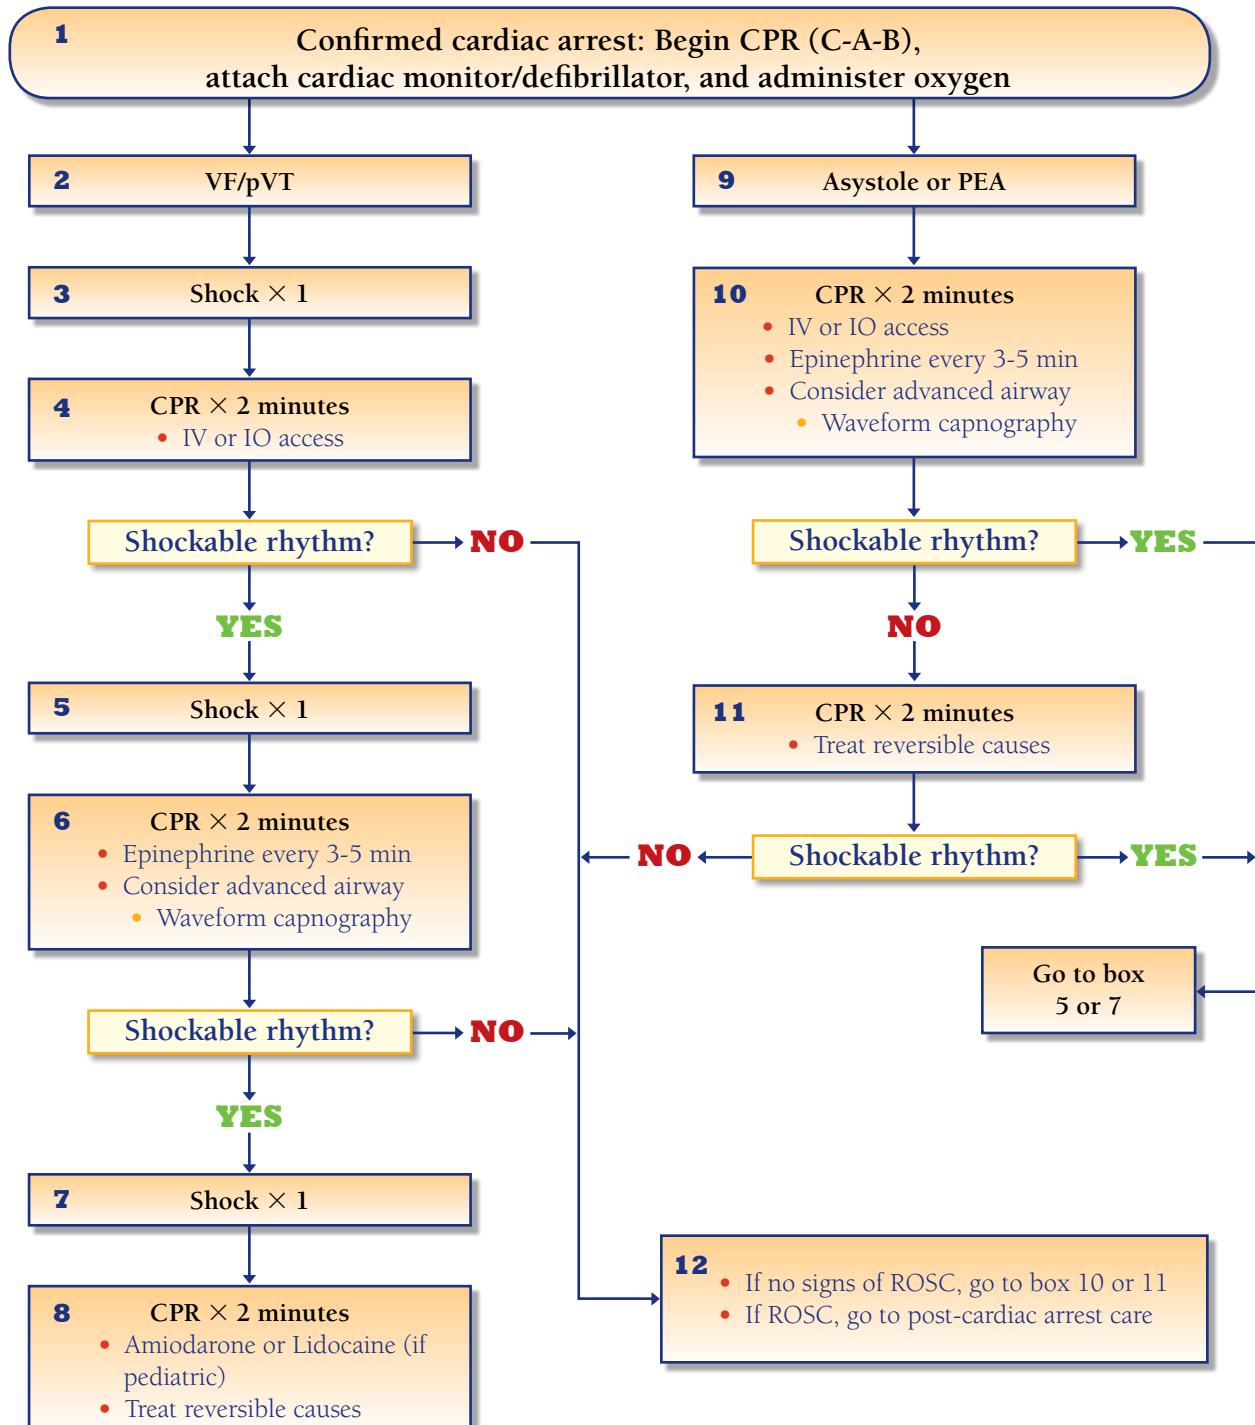 1
Confirmed cardiac arrest: Begin CPR (C-A-B),
attach cardiac monitor/defibrillator, and administer oxygen
2
VF/pVT
3
Shock × 1
4
CPR × 2 minutes
• IV or IO access
Shockable rhythm?
NO
YES
5
Shock × 1
6
CPR × 2 minutes
• Epinephrine every 3-5 min
• Consider advanced airway
• Waveform capnography
Shockable rhythm?
NO
YES
7
Shock × 1
8
CPR × 2 minutes
• Amiodarone or Lidocaine (if
pediatric)
• Treat reversible causes
9
Asystole or PEA
10
CPR × 2 minutes
• IV or IO access
• Epinephrine every 3-5 min
• Consider advanced airway
• Waveform capnography
Shockable rhythm?
YES
NO
11
CPR × 2 minutes
• Treat reversible causes
NO
Shockable rhythm?
YES
Go to box
5 or 7
12
• If no signs of ROSC, go to box 10 or 11
• If ROSC, go to post-cardiac arrest care